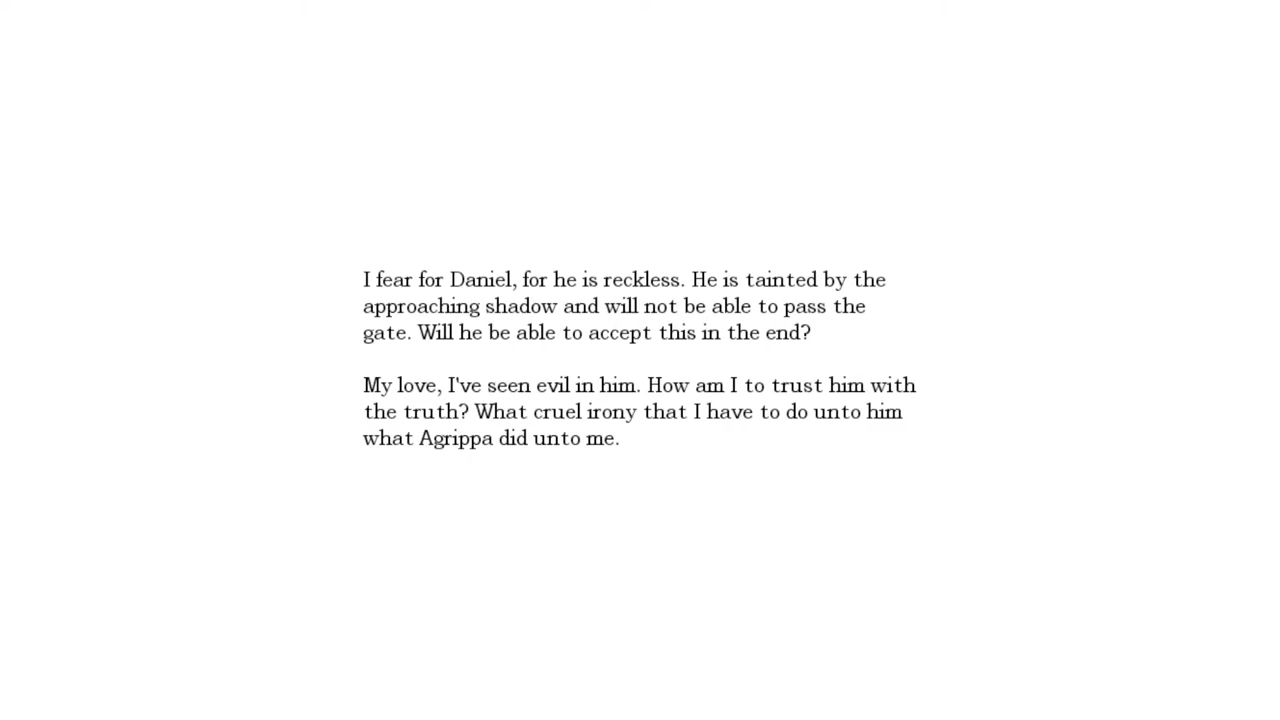 I fear for Daniel, for he is reckless. He is tainted by the
approaching shadow and will not be able to pass the
gate. Will he be able to accept this in the end?
My love, I've seen evil in him. How am I to trust him with
the truth? What cruel irony that I have to do unto him
what Agrippa did unto me.